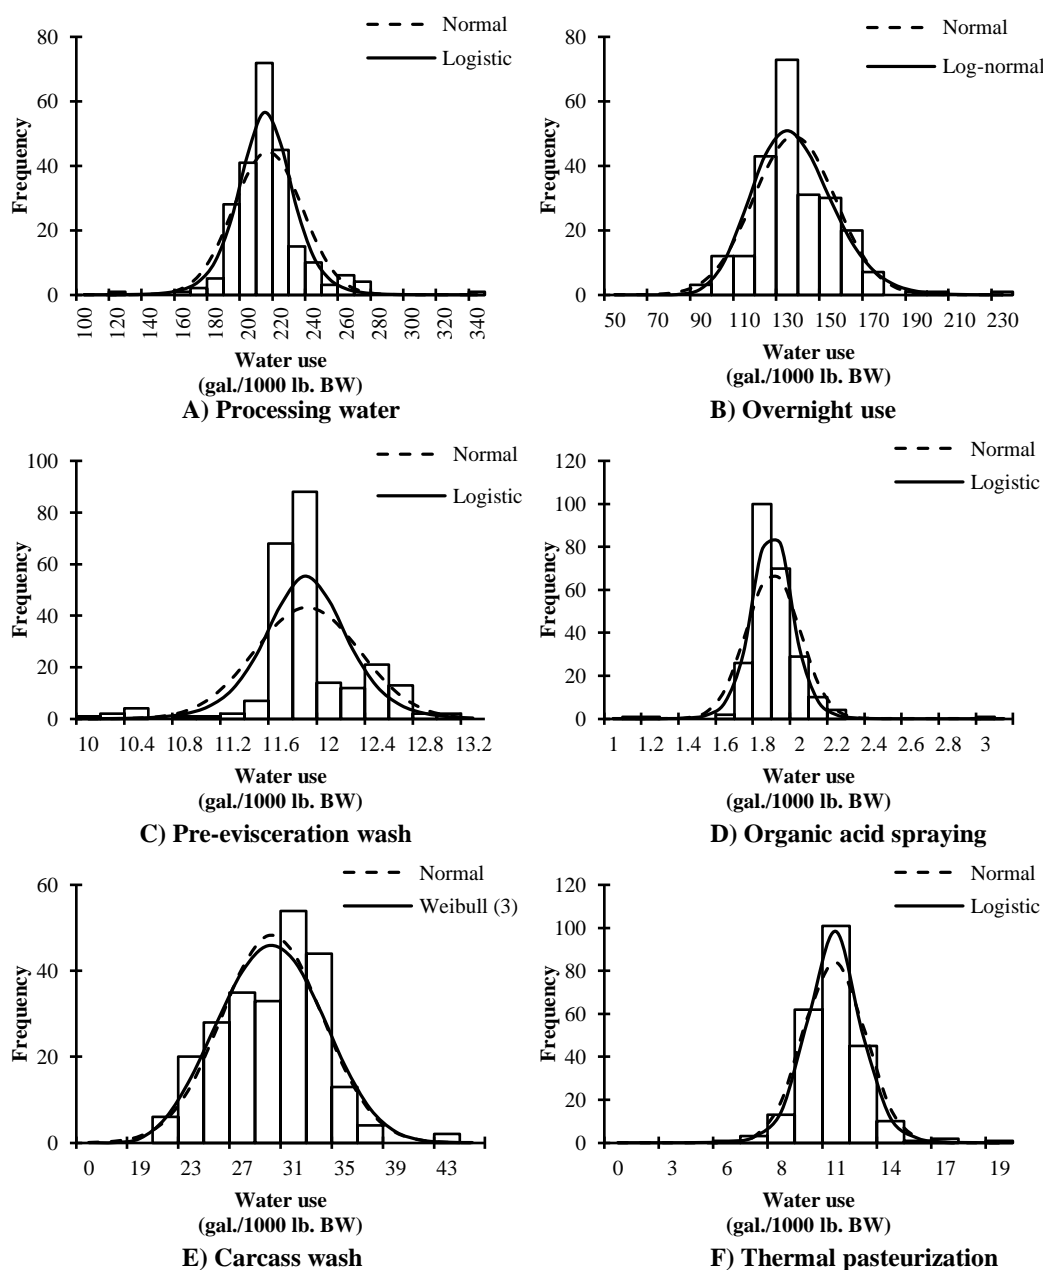 Normal
Logistic
80
60
40
20
0
Frequency
100
120
140
160
180
200
220
240
260
280
300
320
340
Water use
(gal./1000 lb. BW)
A) Processing water
Normal
Log-normal
80
60
40
20
0
Frequency
50 70 90 110 130 150 170 190 210 230
Water use
(gal./1000 lb. BW)
B) Overnight use
Normal
Logistic
100
80
60
40
20
0
Frequency
10 10.4 10.8 11.2 11.6 12 12.4 12.8 13.2
Water use
(gal./1000 lb. BW)
C) Pre-evisceration wash
Normal
Logistic
120
100
80
60
40
20
0
Frequency
1 1.2 1.4 1.6 1.8 2 2.2 2.4 2.6 2.8 3
Water use
(gal./1000 lb. BW)
D) Organic acid spraying
Normal
Weibull (3)
60
40
20
0
Frequency
0 19 23 27 31 35 39 43
Water use
(gal./1000 lb. BW)
E) Carcass wash
Normal
Logistic
120
100
80
60
40
20
0
Frequency
0 3 6 8 11 14 17 19
Water use
(gal./1000 lb. BW)
F) Thermal pasteurization